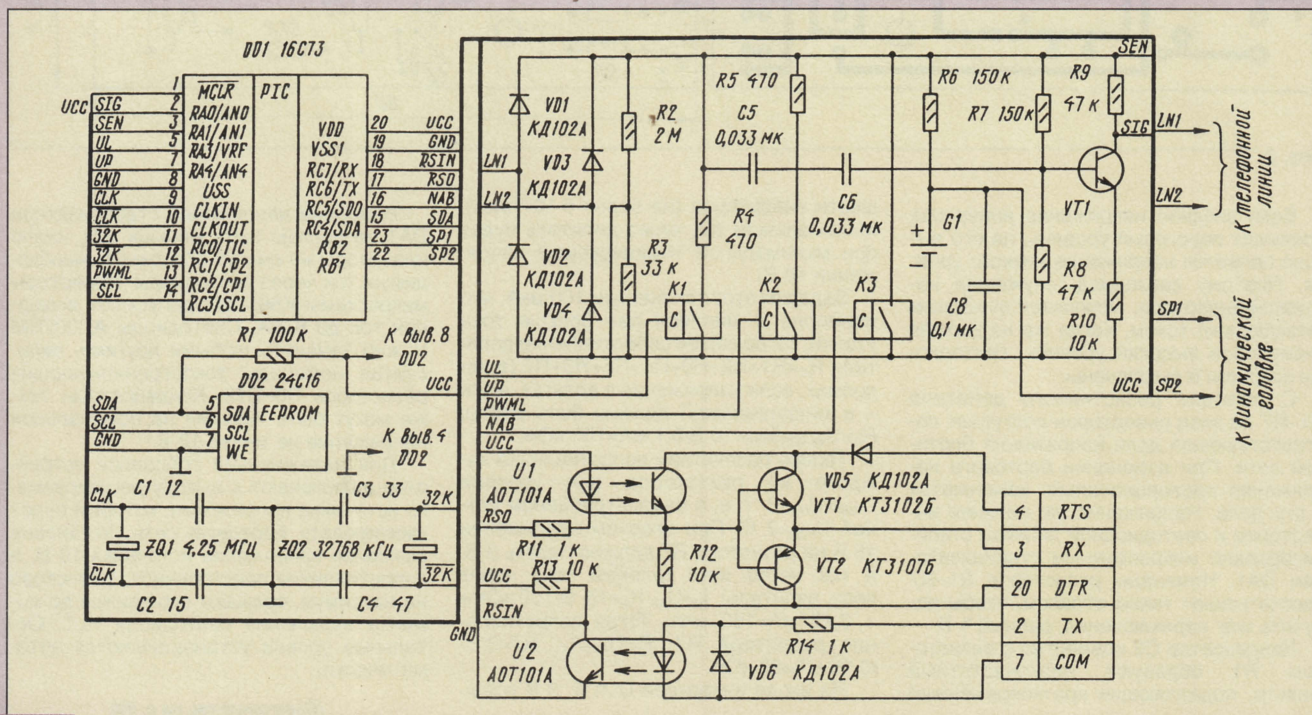 DD1 16C73
1
2
3
5
7
8
9
10
11
12
13
14
UCC
SIG
SEN
UL
UP
GND
CLK
CLK
32K
32K
PWML
SCL
MCLR
RA0/AN0
RA1/AN1
RA3/VRF
RA4/AN4
USS
CLKIN
CLKOUT
RC0/T1C
RC1/CP2
RC2/CP1
RC3/SCL
PIC
VDD
VSS1
RC7/RX
RC6/TX
RC5/SDO
RC4/SDA
RB2
RB1
20 UCC
19 GND
18 RSIN
17 RSO
16 NAB
15 SDA
23 SP1
22 SP2
R1 100к
К выв.8
DD2
DD2 24C16
UCC
SDA 5 SDA EEPROM
SCL 6 SCL
GND 7 WE
К выв.4
DD2
C1 12
C3 33
CLK
32K
ZQ1 4,25 МГц
ZQ2 32768 кГц
CLK
32K
C2 15
C4 47
GND
LN1
LN2
VD1
КД102А
VD3
КД102А
VD2
КД102А
VD4
КД102А
R2
2М
R3
33 к
R5 470
C5
0,033 мк
R4
470
C6
0,033 мк
K1
C
K2
C
K3
C
R6 150к
R7 150к
R9
47 к
SEN
SIG
VT1
G1
+
−
C8
0,1 мк
R8
47 к
R10
10 к
UCC
LN1
LN2
К телефонной
линии
SP1
SP2
К динамической
головке
UL
UP
PWML
NAB
UCC
U1
АОТ101А
RSO
R11 1 к
UCC
R13 10 к
RSIN
U2
АОТ101А
R12
10 к
VT1 КТ3102Б
VT2 КТ3107Б
VD5 КД102А
R14 1к
VD6 КД102А
4 RTS
3 RX
20 DTR
2 TX
7 COM